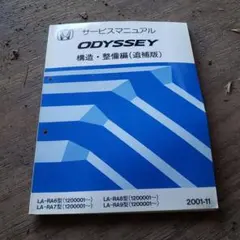 サービスマニュアル
ODYSSEY
構造・整備編(追補版)
LA-RA6型(1200001〜) LA-RA8型(1200001〜)
LA-RA7型(1200001〜) LA-RA9型(1200001〜)
2001-11